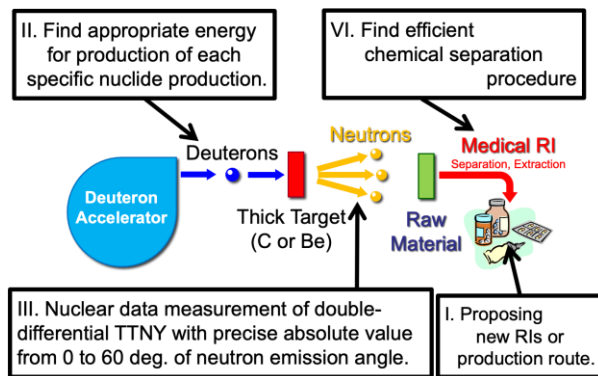 II. Find appropriate energy
for production of each
specific nuclide production.
VI. Find efficient
chemical separation
procedure
Neutrons
Deuterons
Medical RI
Separation, Extraction
Deuteron
Accelerator
Thick Target
(C or Be)
Raw
Material
III. Nuclear data measurement of double-
differential TTNY with precise absolute value
from 0 to 60 deg. of neutron emission angle.
I. Proposing
new RIs or
production route.